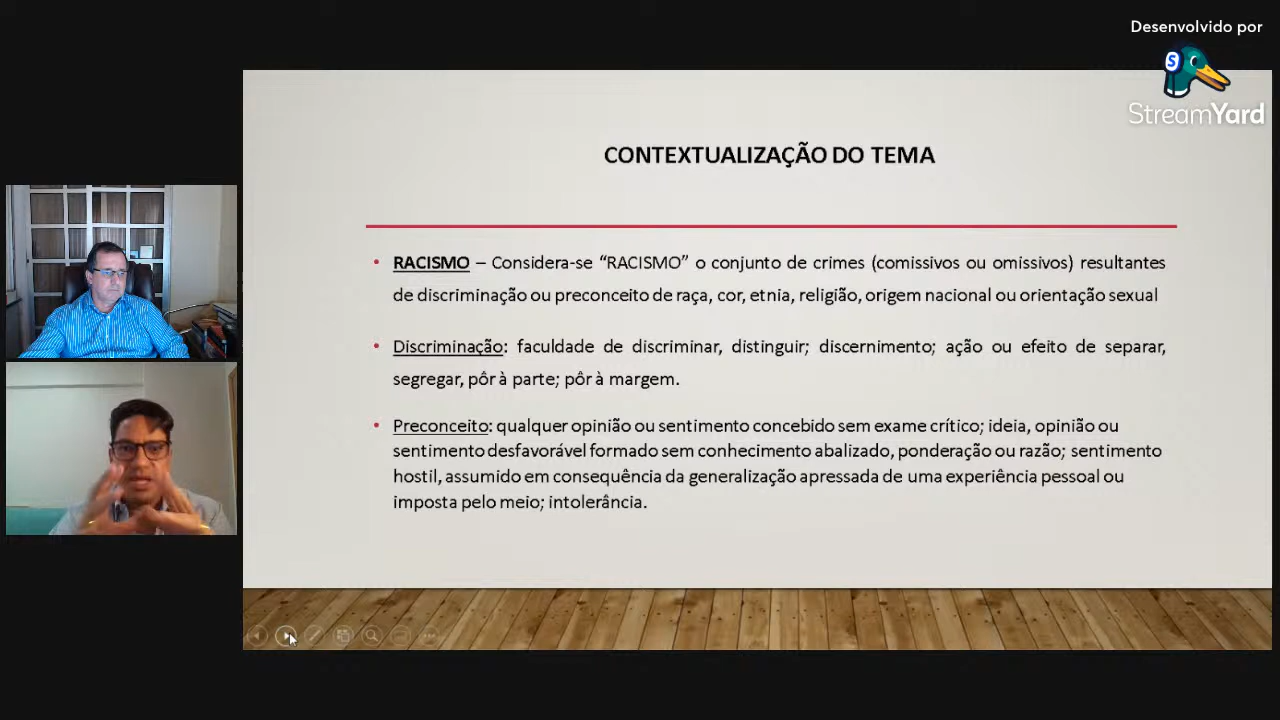 Desenvolvido por
StreamYard
CONTEXTUALIZAÇÃO DO TEMA
• RACISMO – Considera-se “RACISMO” o conjunto de crimes (comissivos ou omissivos) resultantes
de discriminação ou preconceito de raça, cor, etnia, religião, origem nacional ou orientação sexual
• Discriminação: faculdade de discriminar, distinguir; discernimento; ação ou efeito de separar,
segregar, pôr à parte; pôr à margem.
• Preconceito: qualquer opinião ou sentimento concebido sem exame crítico; ideia, opinião ou
sentimento desfavorável formado sem conhecimento abalizado, ponderação ou razão; sentimento
hostil, assumido em consequência da generalização apressada de uma experiência pessoal ou
imposta pelo meio; intolerância.